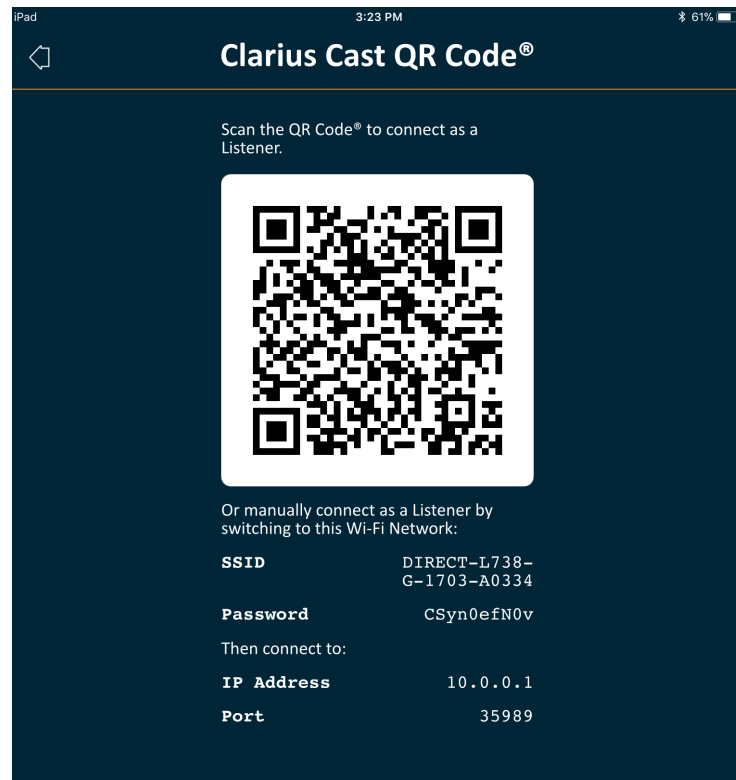 iPad
3:23 PM
61%
Clarius Cast QR Code®
Scan the QR Code® to connect as a
Listener.
Or manually connect as a Listener by
switching to this Wi-Fi Network:
SSID DIRECT-L738-
G-1703-A0334
Password CSyn0efN0v
Then connect to:
IP Address 10.0.0.1
Port 35989